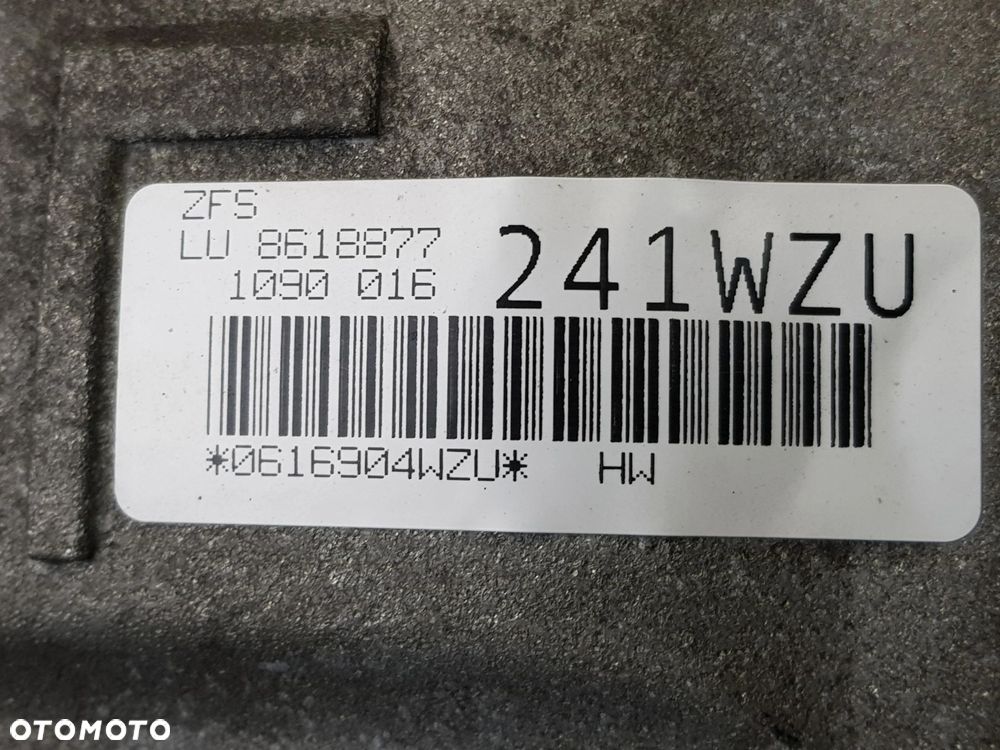 ZFS
LU 8618877
1090 016
241WZU
*0616904WZU* HW
OTOMOTO